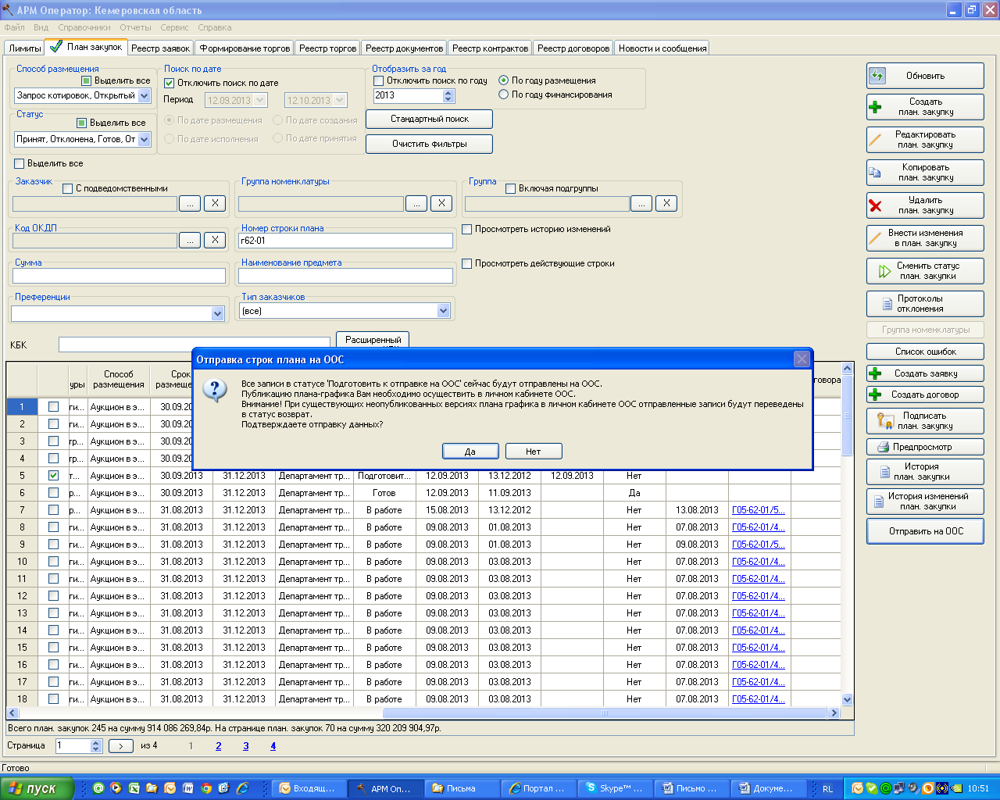 АРМ Оператор: Кемеровская область
Файл Вид Справочники Отчеты Сервис Справка
Лимиты План закупок Реестр заявок Формирование торгов Реестр торгов Реестр документов Реестр контрактов Реестр договоров Новости и сообщения
Способ размещения
Выделить все
Запрос котировок, Открытый
Статус
Выделить все
Принят, Отклонена, Готов, От
Поиск по дате
Отключить поиск по дате
Период 12.09.2013 12.10.2013
По дате размещения По дате создания
По дате исполнения По дате принятия
Отобразить за год
Отключить поиск по году По году размещения
2013 По году финансирования
Стандартный поиск
Очистить фильтры
Выделить все
Заказчик С подведомственными ... X
Группа номенклатуры ... X
Группа Включая подгруппы ... X
Код ОКДП ... X
Номер строки плана
г62-01
Просмотреть историю изменений
Сумма
Наименование предмета
Просмотреть действующие строки
Преференции
Тип заказчиков
(все)
КБК
Расширенный
Обновить
Создать
план. закупку
Редактировать
план. закупку
Копировать
план. закупку
Удалить
план. закупку
Внести изменения
в план. закупку
Сменить статус
план. закупки
Протоколы
отклонения
Группа номенклатуры
Список ошибок
Создать заявку
Создать договор
Подписать
план. закупку
Предпросмотр
История
план. закупки
История изменений
план. закупки
Отправить на ООС
Отправка строк плана на ООС
Все записи в статусе 'Подготовить к отправке на ООС' сейчас будут отправлены на ООС.
Публикацию плана-графика Вам необходимо осуществить в личном кабинете ООС.
Внимание! При существующих неопубликованных версиях плана графика в личном кабинете ООС отправленные записи будут переведены
в статус возврат.
Подтверждаете отправку данных?
Да Нет
уры Способ размещения Срок размеще говора
1 ги... Аукцион в э... 30.09.20
2 ги... Аукцион в э... 30.09.20
3 гр... Аукцион в э... 30.09.20
4 гр... Аукцион в э... 30.09.20
5 т... Аукцион в э... 30.09.2013 31.12.2013 Департамент тр... Подготовит... 12.09.2013 13.12.2012 12.09.2013 Нет
6 р... Аукцион в э... 30.09.2013 31.12.2013 Департамент тр... Готов 12.09.2013 11.09.2013 Да
7 р... Аукцион в э... 31.08.2013 31.12.2013 Департамент тр... В работе 15.08.2013 13.12.2012 Нет 13.08.2013 Г05-62-01/5...
8 ги... Аукцион в э... 31.08.2013 31.12.2013 Департамент тр... В работе 09.08.2013 01.08.2013 Нет 07.08.2013 Г05-62-01/4...
9 ги... Аукцион в э... 31.08.2013 31.12.2013 Департамент тр... В работе 09.08.2013 01.08.2013 Нет 09.08.2013 Г05-62-01/5...
10 ги... Аукцион в э... 31.08.2013 31.12.2013 Департамент тр... В работе 09.08.2013 03.08.2013 Нет 07.08.2013 Г05-62-01/4...
11 ги... Аукцион в э... 31.08.2013 31.12.2013 Департамент тр... В работе 09.08.2013 03.08.2013 Нет 07.08.2013 Г05-62-01/4...
12 ги... Аукцион в э... 31.08.2013 31.12.2013 Департамент тр... В работе 09.08.2013 03.08.2013 Нет 07.08.2013 Г05-62-01/4...
13 ги... Аукцион в э... 31.08.2013 31.12.2013 Департамент тр... В работе 09.08.2013 03.08.2013 Нет 07.08.2013 Г05-62-01/4...
14 ги... Аукцион в э... 31.08.2013 31.12.2013 Департамент тр... В работе 09.08.2013 03.08.2013 Нет 07.08.2013 Г05-62-01/4...
15 ги... Аукцион в э... 31.08.2013 31.12.2013 Департамент тр... В работе 09.08.2013 03.08.2013 Нет 07.08.2013 Г05-62-01/4...
16 ги... Аукцион в э... 31.08.2013 31.12.2013 Департамент тр... В работе 09.08.2013 03.08.2013 Нет 07.08.2013 Г05-62-01/4...
17 ги... Аукцион в э... 31.08.2013 31.12.2013 Департамент тр... В работе 09.08.2013 03.08.2013 Нет 07.08.2013 Г05-62-01/4...
18 ги... Аукцион в э... 31.08.2013 31.12.2013 Департамент тр... В работе 09.08.2013 03.08.2013 Нет 07.08.2013 Г05-62-01/4...
Всего план. закупок 245 на сумму 914 086 269,84р. На странице план. закупок 70 на сумму 320 209 904,97р.
Страница 1 > из 4 1 2 3 4
Готово
пуск Входящ... АРМ Оп... Письма Портал ... Skype™ ... Письмо ... Докуме... RL 10:51